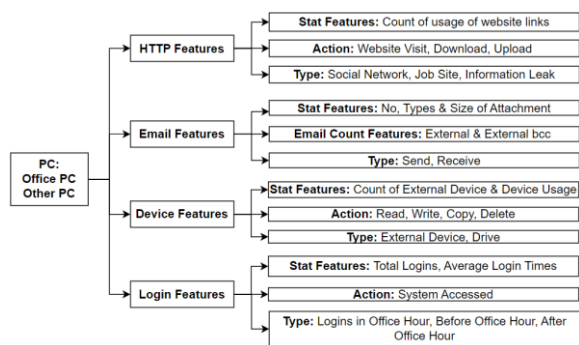 PC:
Office PC
Other PC
HTTP Features
Stat Features: Count of usage of website links
Action: Website Visit, Download, Upload
Type: Social Network, Job Site, Information Leak
Email Features
Stat Features: No, Types & Size of Attachment
Email Count Features: External & External bcc
Type: Send, Receive
Device Features
Stat Features: Count of External Device & Device Usage
Action: Read, Write, Copy, Delete
Type: External Device, Drive
Login Features
Stat Features: Total Logins, Average Login Times
Action: System Accessed
Type: Logins in Office Hour, Before Office Hour, After
Office Hour